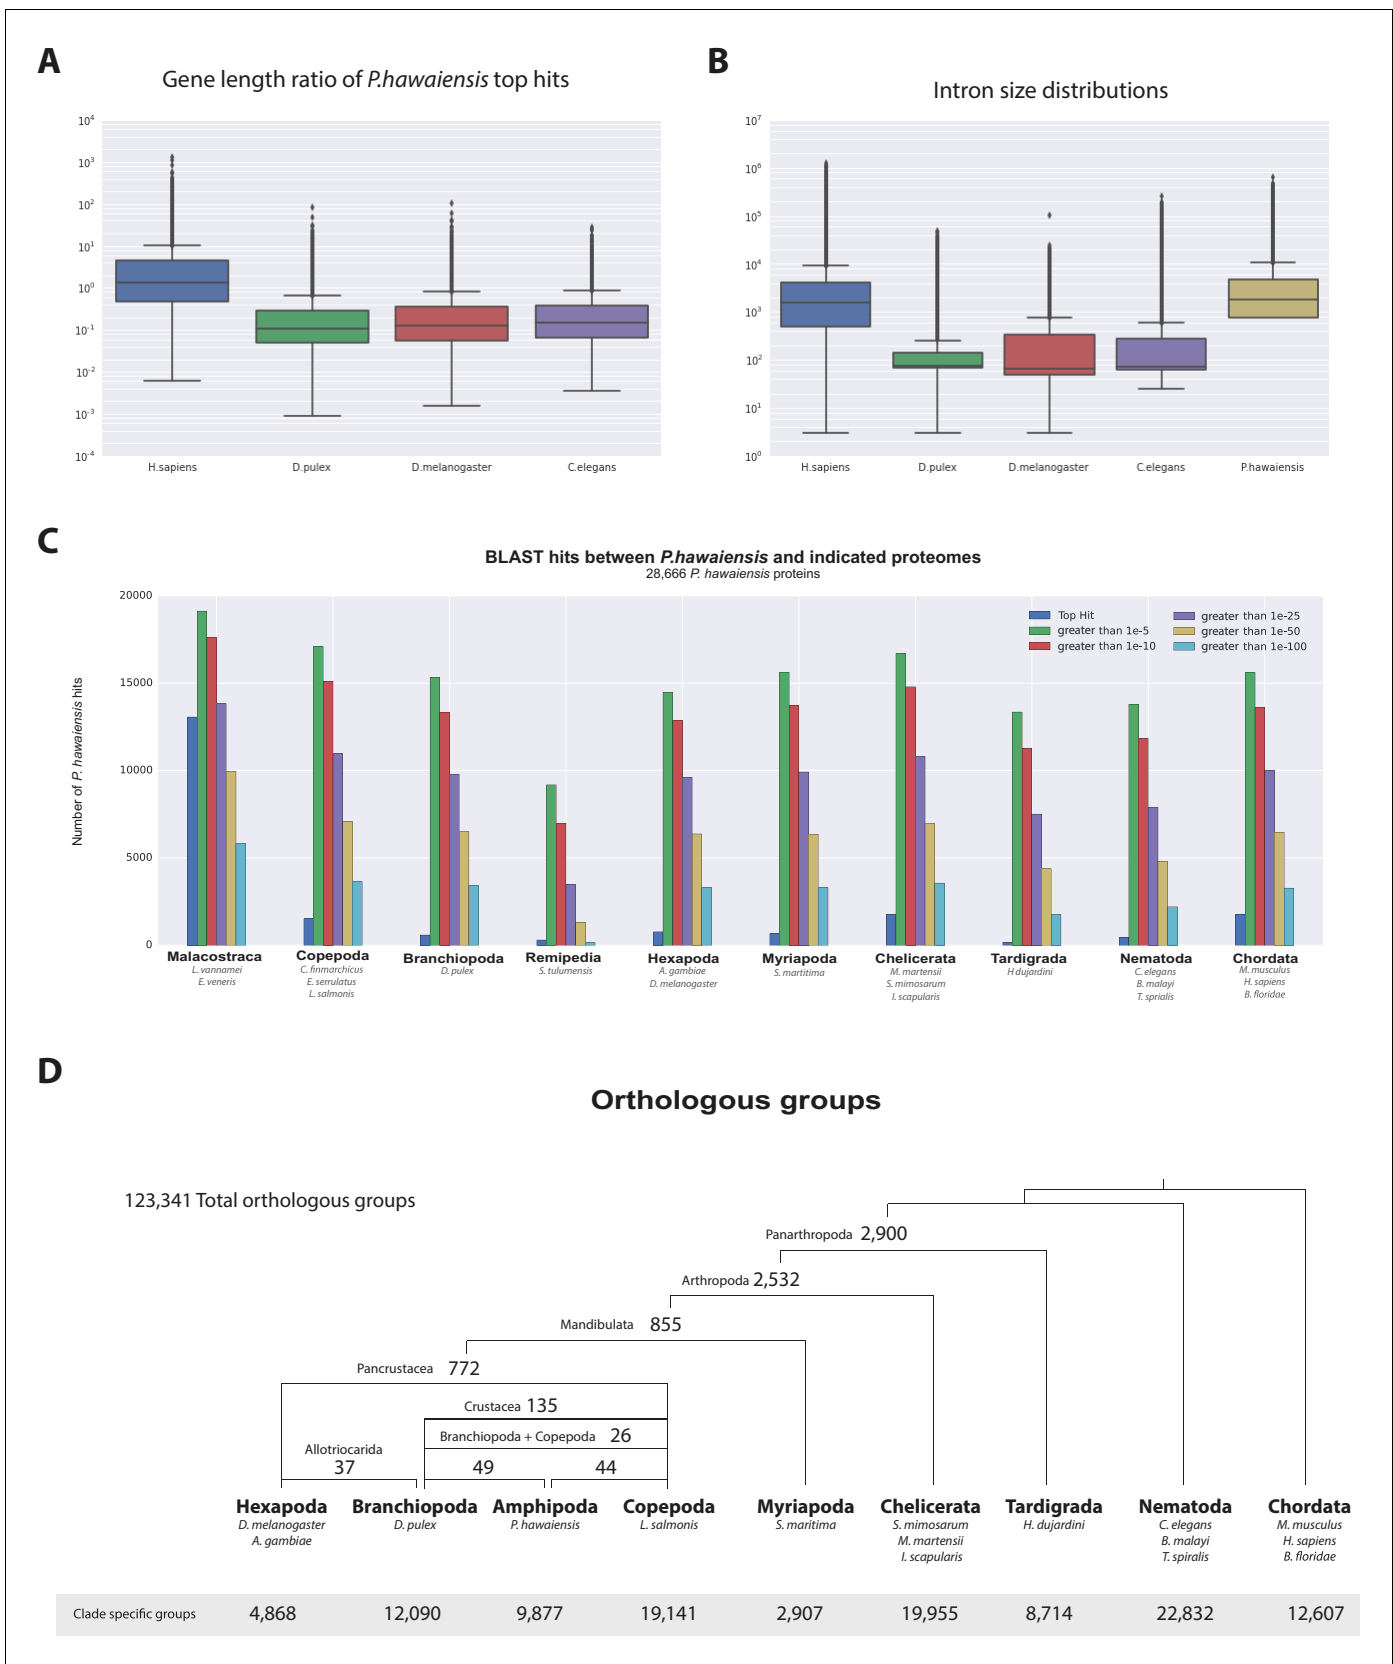 A
Gene length ratio of P.hawaiensis top hits
10^4
10^3
10^2
10^1
10^0
10^-1
10^-2
10^-3
10^-4
H.sapiens D.pulex D.melanogaster C.elegans
B
Intron size distributions
10^7
10^6
10^5
10^4
10^3
10^2
10^1
10^0
H.sapiens D.pulex D.melanogaster C.elegans P.hawaiensis
C
BLAST hits between P.hawaiensis and indicated proteomes
28,666 P. hawaiensis proteins
Number of P. hawaiensis hits
20000
15000
10000
5000
0
Top Hit
greater than 1e-5
greater than 1e-10
greater than 1e-25
greater than 1e-50
greater than 1e-100
Malacostraca
L. vannamei
E. veneris
Copepoda
C. finmarchicus
E. serrulatus
L. salmonis
Branchiopoda
D. pulex
Remipedia
S. tulumensis
Hexapoda
A. gambiae
D. melanogaster
Myriapoda
S. martitima
Chelicerata
M. martensii
S. mimosarum
I. scapularis
Tardigrada
H dujardini
Nematoda
C. elegans
B. malayi
T. sprialis
Chordata
M. musculus
H. sapiens
B. floridae
D
Orthologous groups
123,341 Total orthologous groups
Panarthropoda 2,900
Arthropoda 2,532
Mandibulata 855
Pancrustacea 772
Crustacea 135
Branchiopoda + Copepoda 26
Allotriocarida
37 49 44
Hexapoda
D. melanogaster
A. gambiae
Branchiopoda
D. pulex
Amphipoda
P. hawaiensis
Copepoda
L. salmonis
Myriapoda
S. maritima
Chelicerata
S. mimosarum
M. martensii
I. scapularis
Tardigrada
H. dujardini
Nematoda
C. elegans
B. malayi
T. spiralis
Chordata
M. musculus
H. sapiens
B. floridae
Clade specific groups 4,868 12,090 9,877 19,141 2,907 19,955 8,714 22,832 12,607